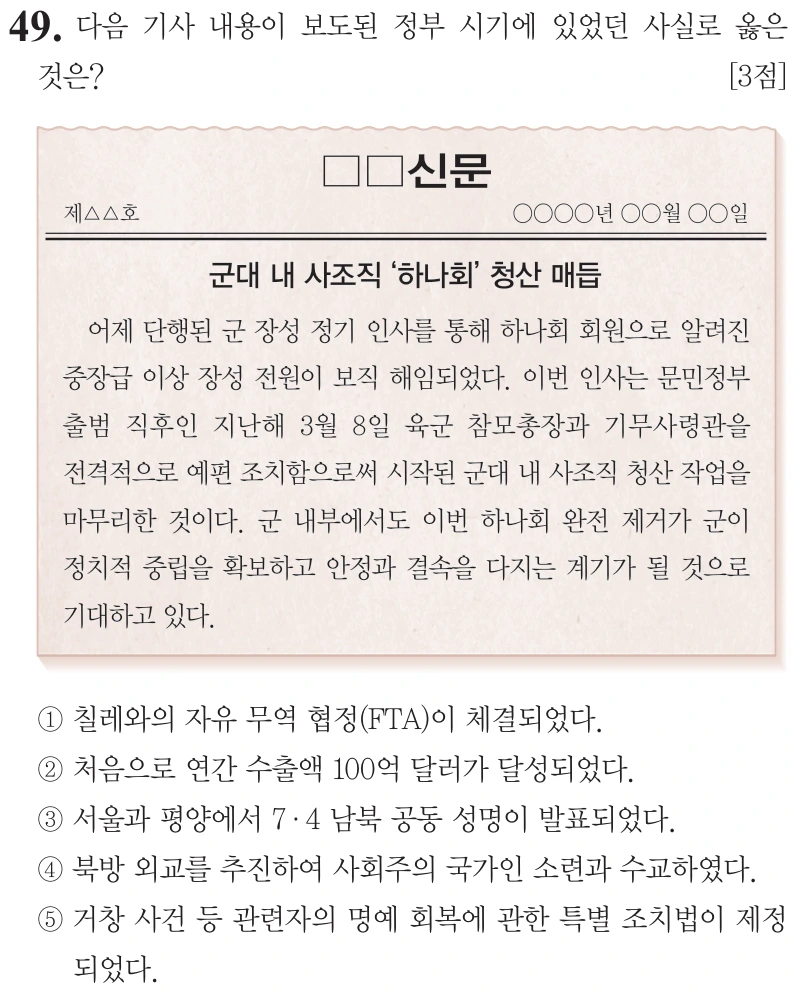 49. 다음 기사 내용이 보도된 정부 시기에 있었던 사실로 옳은
것은? [3점]
□□신문
제△△호 ○○○○년 ○○월 ○○일
군대 내 사조직 ‘하나회’ 청산 매듭
어제 단행된 군 장성 정기 인사를 통해 하나회 회원으로 알려진
중장급 이상 장성 전원이 보직 해임되었다. 이번 인사는 문민정부
출범 직후인 지난해 3월 8일 육군 참모총장과 기무사령관을
전격적으로 예편 조치함으로써 시작된 군대 내 사조직 청산 작업을
마무리한 것이다. 군 내부에서도 이번 하나회 완전 제거가 군이
정치적 중립을 확보하고 안정과 결속을 다지는 계기가 될 것으로
기대하고 있다.
① 칠레와의 자유 무역 협정(FTA)이 체결되었다.
② 처음으로 연간 수출액 100억 달러가 달성되었다.
③ 서울과 평양에서 7·4 남북 공동 성명이 발표되었다.
④ 북방 외교를 추진하여 사회주의 국가인 소련과 수교하였다.
⑤ 거창 사건 등 관련자의 명예 회복에 관한 특별 조치법이 제정
되었다.